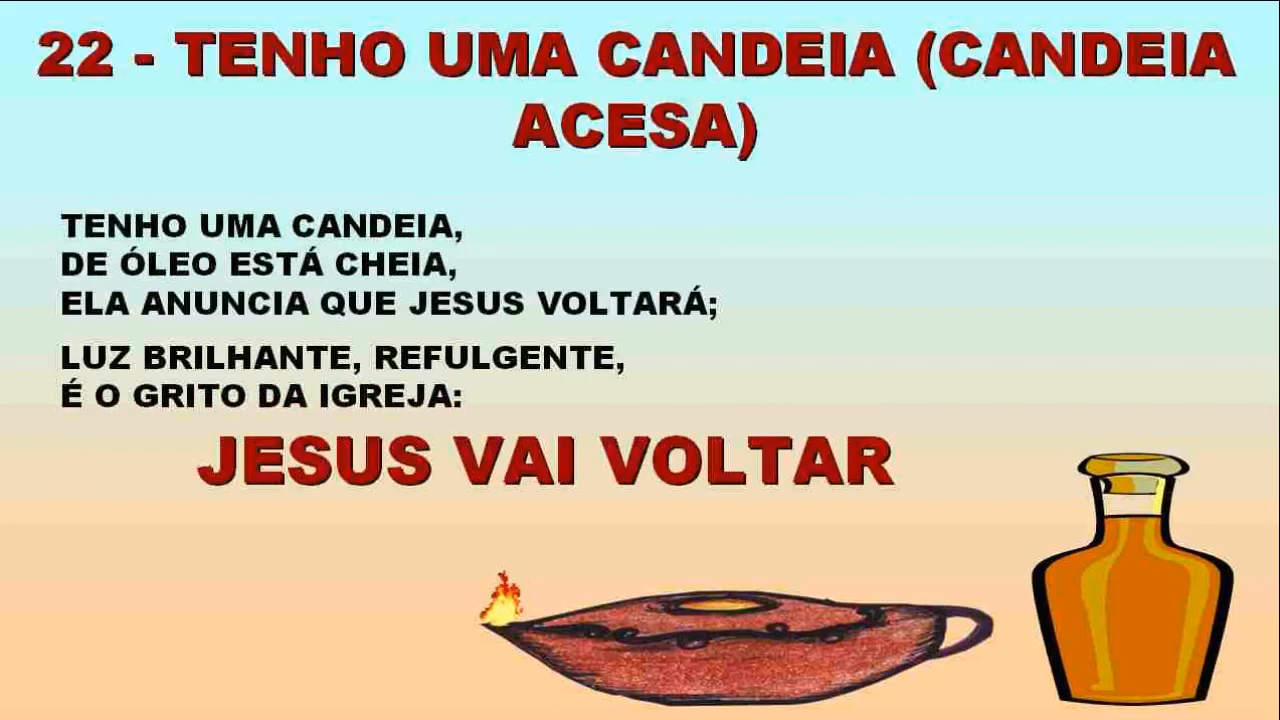 22 - TENHO UMA CANDEIA (CANDEIA
ACESA)
TENHO UMA CANDEIA,
DE ÓLEO ESTÁ CHEIA,
ELA ANUNCIA QUE JESUS VOLTARÁ;
LUZ BRILHANTE, REFULGENTE,
É O GRITO DA IGREJA:
JESUS VAI VOLTAR